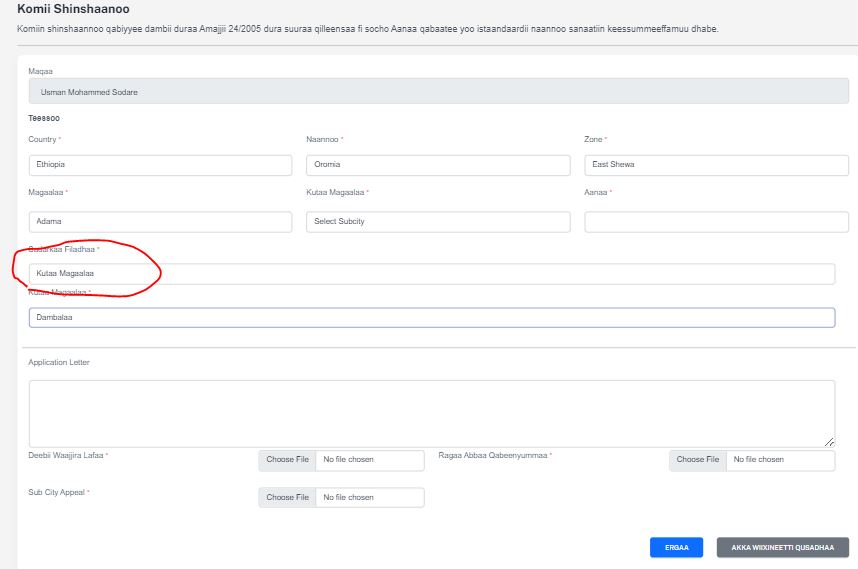 Komii Shinshaanoo
Komiin shinshaannoo qabiyyee dambii duraa Amajjii 24/2005 dura suuraa qilleensaa fi socho Aanaa qabaatee yoo istaandaardii naannoo sanaatiin keessummeeffamuu dhabe.
Maqaa
Usman Mohammed Sodare
Teessoo
Country * Naannoo * Zone *
Ethiopia Oromia East Shewa
Magaalaa * Kutaa Magaalaa * Aanaa *
Adama Select Subcity
Sadarkaa Filadhaa *
Kutaa Magaalaa
Kutaa Magaalaa *
Dambalaa
Application Letter
Deebii Waajjira Lafaa * Choose File No file chosen Ragaa Abbaa Qabeenyummaa * Choose File No file chosen
Sub City Appeal * Choose File No file chosen
ERGAA AKKA WIIXINEETTI QUSADHAA